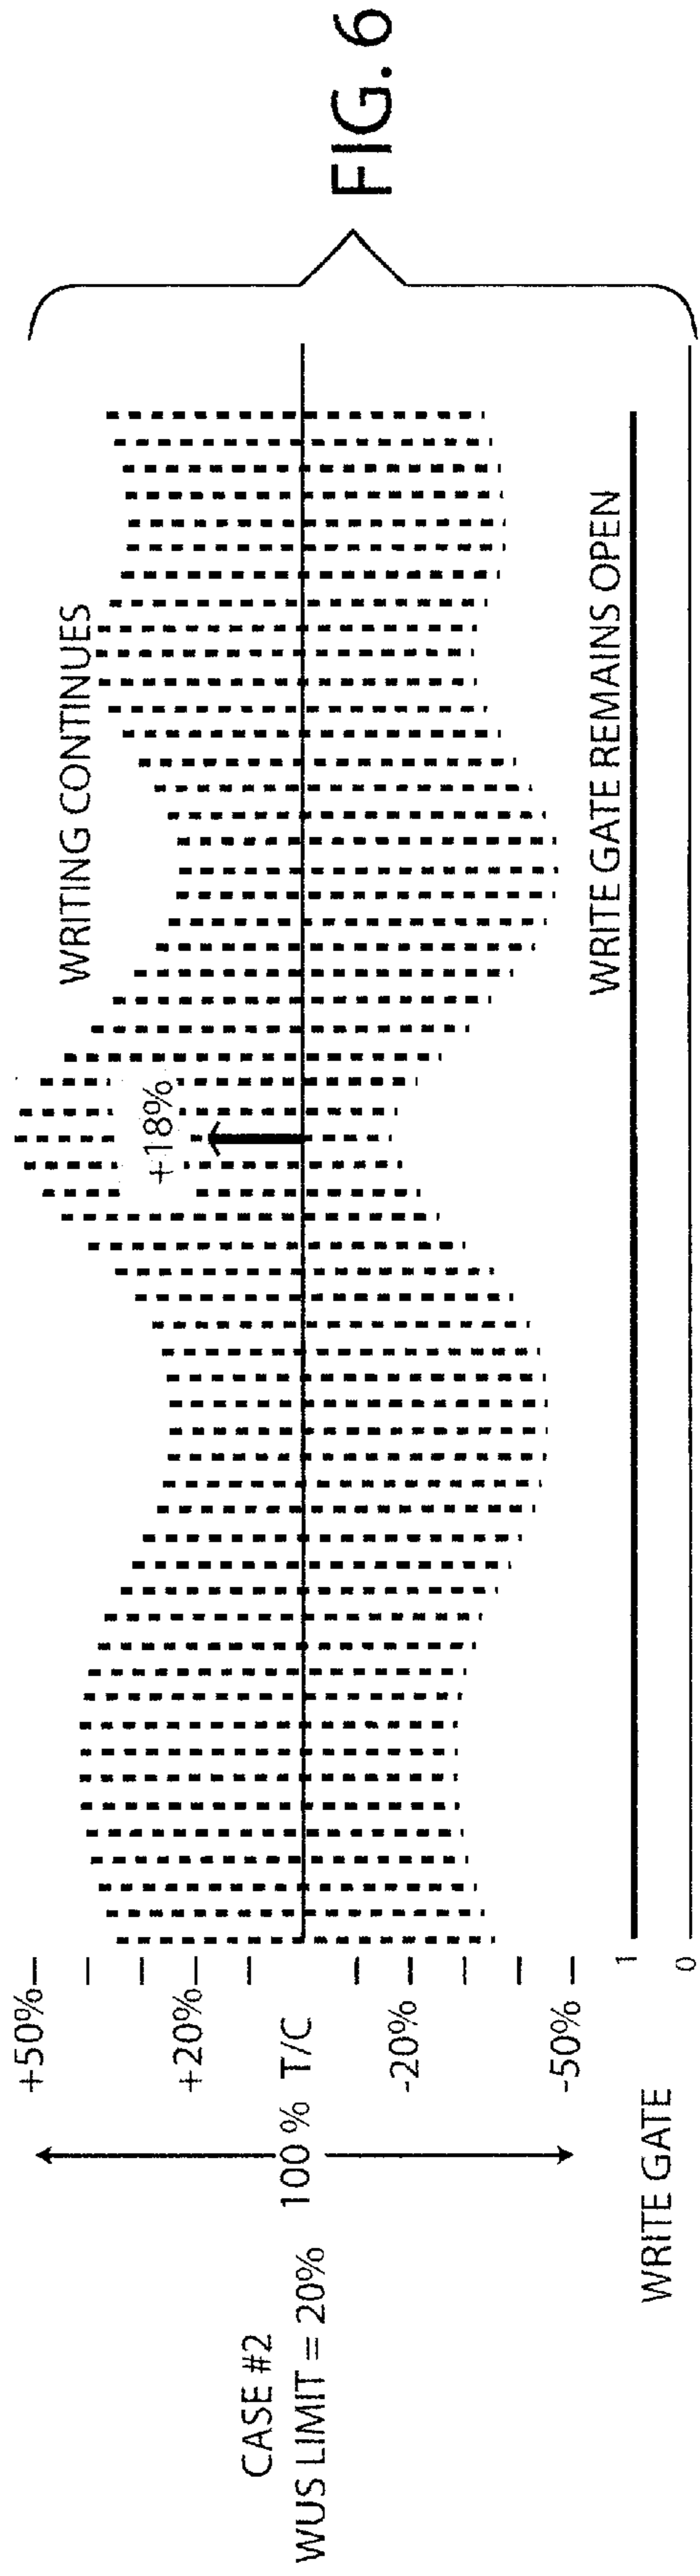 CASE #2
WUS LIMIT = 20%
100 % T/C
+50%
+20%
-20%
-50%
WRITING CONTINUES
+18%
WRITE GATE REMAINS OPEN
WRITE GATE
1
0
FIG. 6